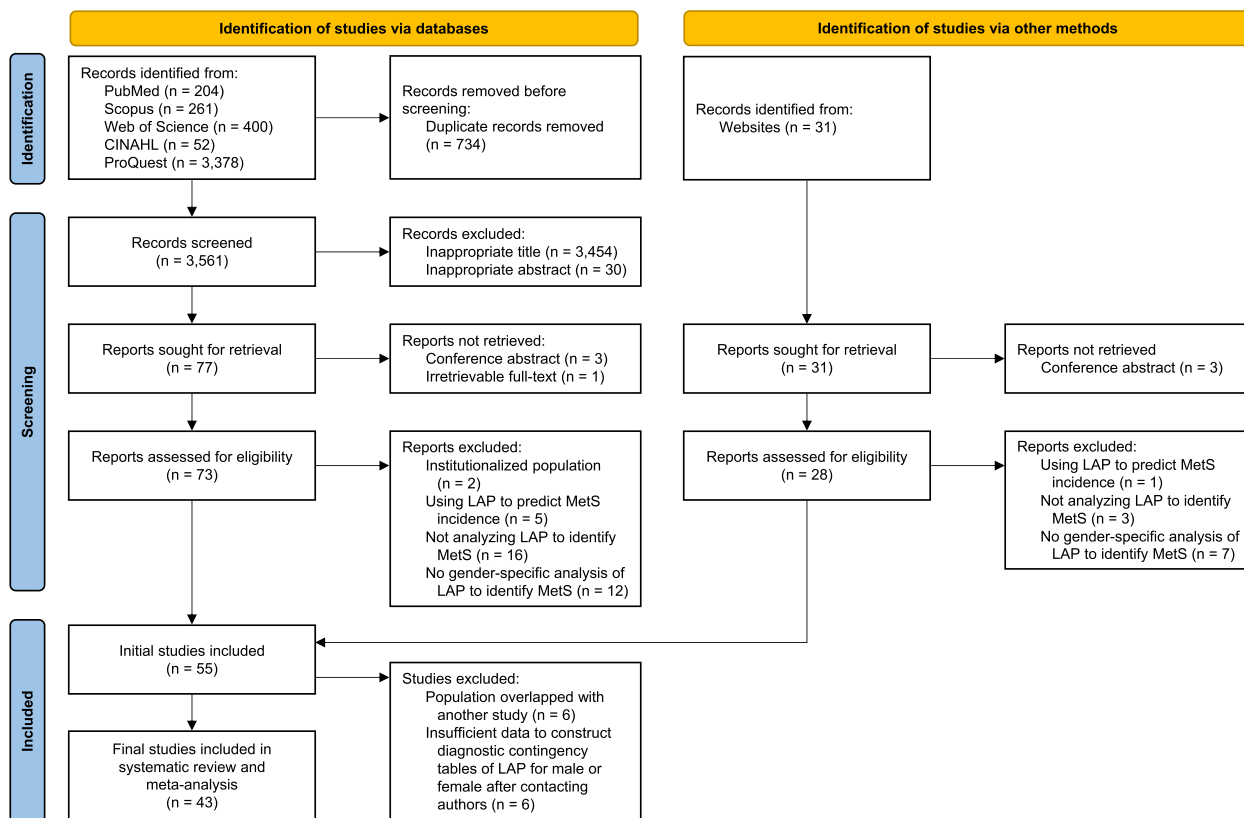 Identification of studies via databases
Identification of studies via other methods
Identification
Records identified from:
PubMed (n = 204)
Scopus (n = 261)
Web of Science (n = 400)
CINAHL (n = 52)
ProQuest (n = 3,378)
Records removed before
screening:
Duplicate records removed
(n = 734)
Records identified from:
Websites (n = 31)
Screening
Records screened
(n = 3,561)
Records excluded:
Inappropriate title (n = 3,454)
Inappropriate abstract (n = 30)
Reports sought for retrieval
(n = 77)
Reports not retrieved:
Conference abstract (n = 3)
Irretrievable full-text (n = 1)
Reports sought for retrieval
(n = 31)
Reports not retrieved
Conference abstract (n = 3)
Reports assessed for eligibility
(n = 73)
Reports excluded:
Institutionalized population
(n = 2)
Using LAP to predict MetS
incidence (n = 5)
Not analyzing LAP to identify
MetS (n = 16)
No gender-specific analysis of
LAP to identify MetS (n = 12)
Reports assessed for eligibility
(n = 28)
Reports excluded:
Using LAP to predict MetS
incidence (n = 1)
Not analyzing LAP to identify
MetS (n = 3)
No gender-specific analysis of
LAP to identify MetS (n = 7)
Included
Initial studies included
(n = 55)
Studies excluded:
Population overlapped with
another study (n = 6)
Insufficient data to construct
diagnostic contingency
tables of LAP for male or
female after contacting
authors (n = 6)
Final studies included in
systematic review and
meta-analysis
(n = 43)